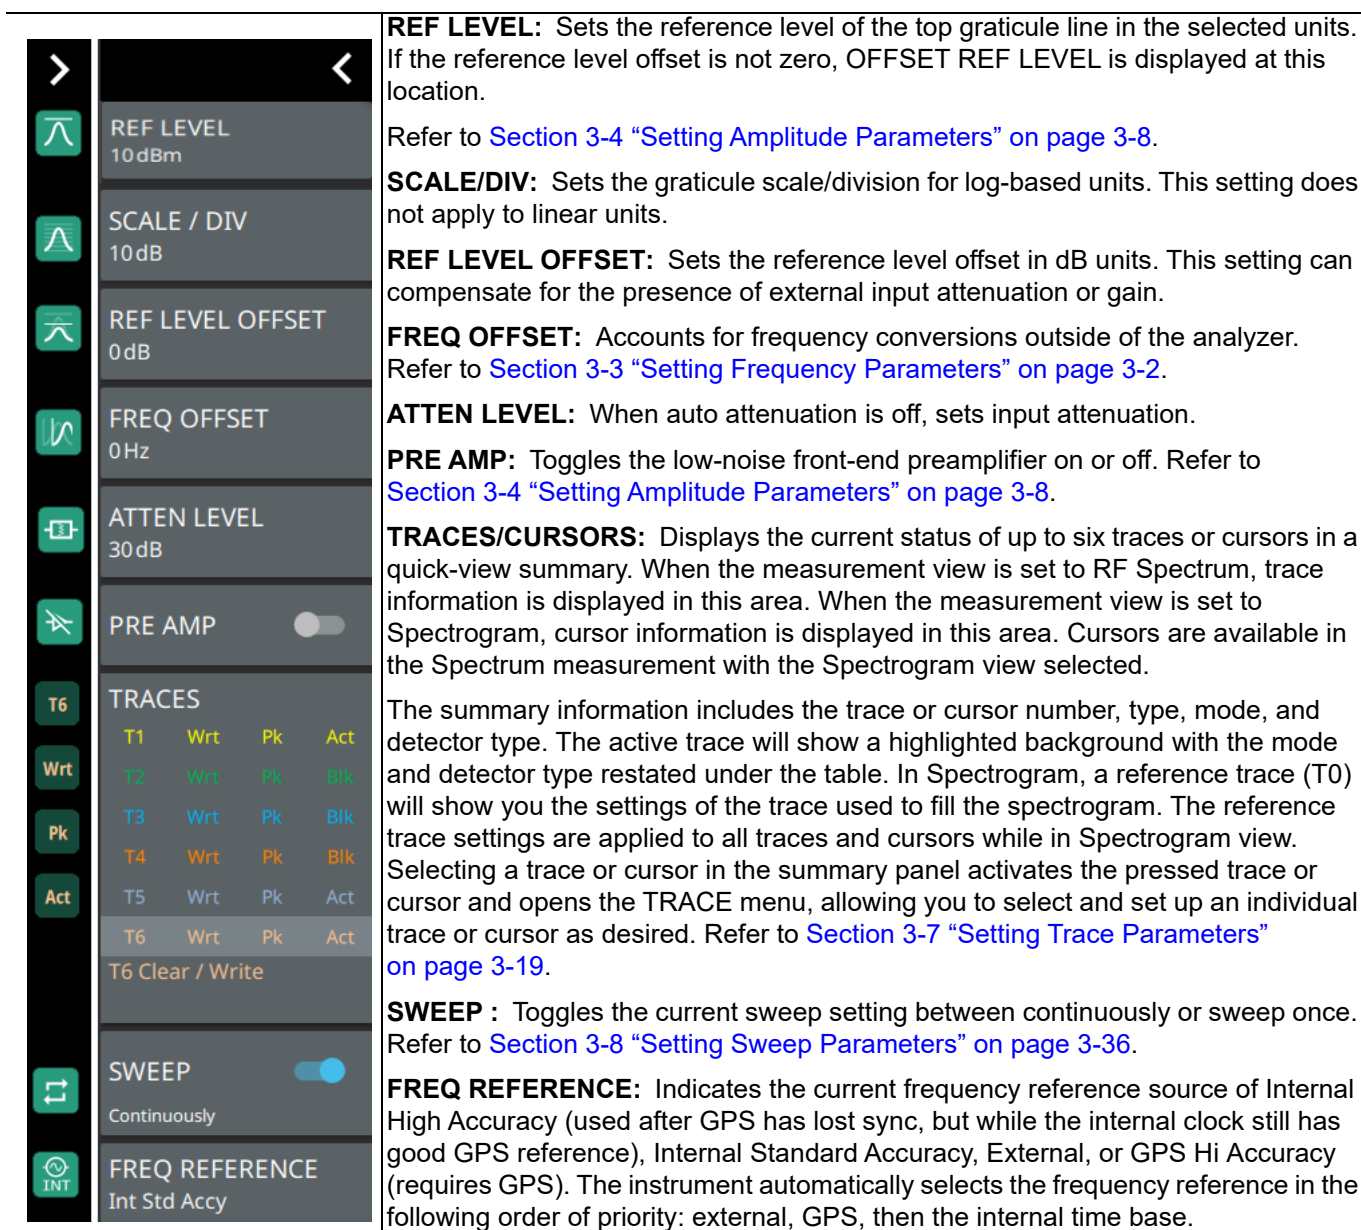 REF LEVEL
10 dBm
SCALE / DIV
10 dB
REF LEVEL OFFSET
0 dB
FREQ OFFSET
0 Hz
ATTEN LEVEL
30 dB
PRE AMP
T6
Wrt
Pk
Act
TRACES
T1 Wrt Pk Act
T2 Wrt Pk Blk
T3 Wrt Pk Blk
T4 Wrt Pk Blk
T5 Wrt Pk Act
T6 Wrt Pk Act
T6 Clear / Write
SWEEP
Continuously
INT
FREQ REFERENCE
Int Std Accy
REF LEVEL: Sets the reference level of the top graticule line in the selected units.
If the reference level offset is not zero, OFFSET REF LEVEL is displayed at this
location.
Refer to Section 3-4 “Setting Amplitude Parameters” on page 3-8.
SCALE/DIV: Sets the graticule scale/division for log-based units. This setting does
not apply to linear units.
REF LEVEL OFFSET: Sets the reference level offset in dB units. This setting can
compensate for the presence of external input attenuation or gain.
FREQ OFFSET: Accounts for frequency conversions outside of the analyzer.
Refer to Section 3-3 “Setting Frequency Parameters” on page 3-2.
ATTEN LEVEL: When auto attenuation is off, sets input attenuation.
PRE AMP: Toggles the low-noise front-end preamplifier on or off. Refer to
Section 3-4 “Setting Amplitude Parameters” on page 3-8.
TRACES/CURSORS: Displays the current status of up to six traces or cursors in a
quick-view summary. When the measurement view is set to RF Spectrum, trace
information is displayed in this area. When the measurement view is set to
Spectrogram, cursor information is displayed in this area. Cursors are available in
the Spectrum measurement with the Spectrogram view selected.
The summary information includes the trace or cursor number, type, mode, and
detector type. The active trace will show a highlighted background with the mode
and detector type restated under the table. In Spectrogram, a reference trace (T0)
will show you the settings of the trace used to fill the spectrogram. The reference
trace settings are applied to all traces and cursors while in Spectrogram view.
Selecting a trace or cursor in the summary panel activates the pressed trace or
cursor and opens the TRACE menu, allowing you to select and set up an individual
trace or cursor as desired. Refer to Section 3-7 “Setting Trace Parameters”
on page 3-19.
SWEEP : Toggles the current sweep setting between continuously or sweep once.
Refer to Section 3-8 “Setting Sweep Parameters” on page 3-36.
FREQ REFERENCE: Indicates the current frequency reference source of Internal
High Accuracy (used after GPS has lost sync, but while the internal clock still has
good GPS reference), Internal Standard Accuracy, External, or GPS Hi Accuracy
(requires GPS). The instrument automatically selects the frequency reference in the
following order of priority: external, GPS, then the internal time base.